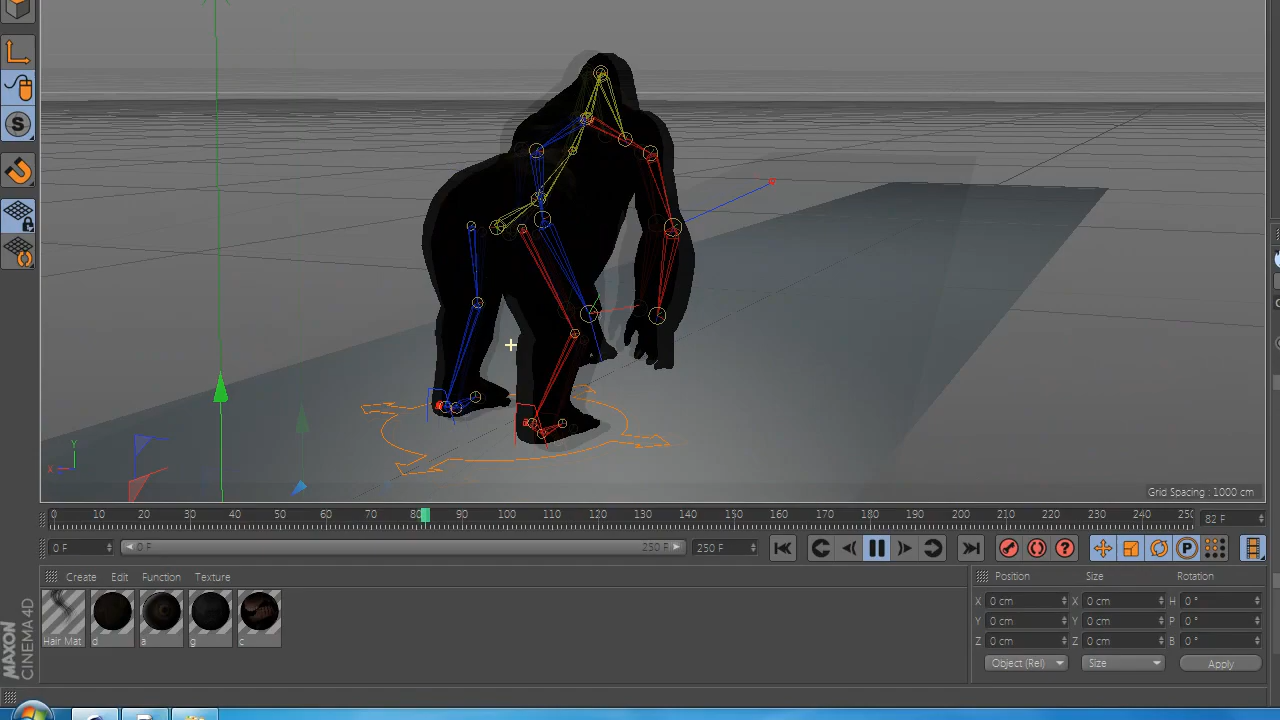 S
Y
X
Grid Spacing : 1000 cm
0 10 20 30 40 50 60 70 80 90 100 110 120 130 140 150 160 170 180 190 200 210 220 230 240 250
82 F
0 F
0 F
250 F
250 F
P
Create Edit Function Texture
Position Size Rotation
X 0 cm X 0 cm H 0 °
Y 0 cm Y 0 cm P 0 °
Z 0 cm Z 0 cm B 0 °
Object (Rel) Size Apply
Hair Mat d a g c
MAXON
CINEMA 4D